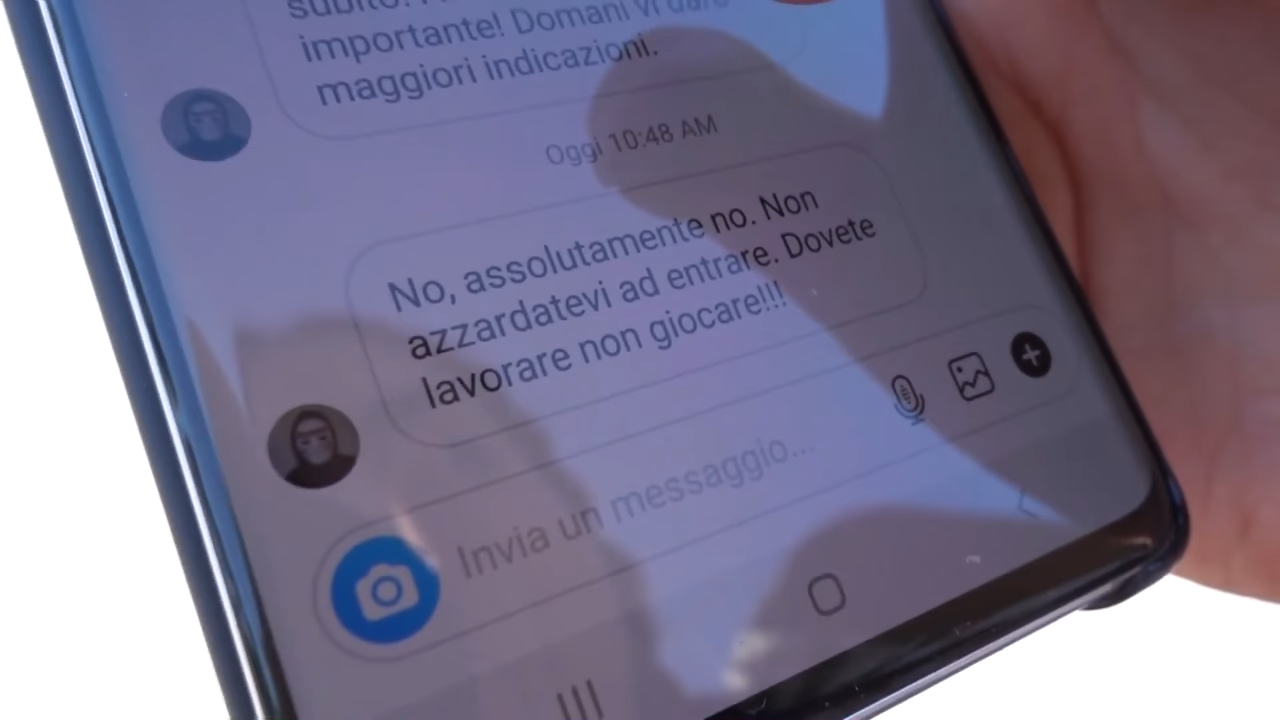 subito!
importante! Domani vi darò
maggiori indicazioni.
Oggi 10:48 AM
No, assolutamente no. Non
azzardatevi ad entrare. Dovete
lavorare non giocare!!!
Invia un messaggio...